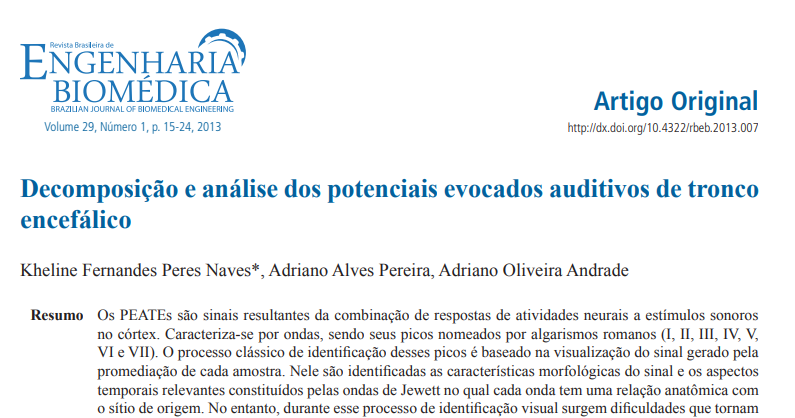 Revista Brasileira de
ENGENHARIA
BIOMÉDICA
BRAZILIAN JOURNAL OF BIOMEDICAL ENGINEERING
Volume 29, Número 1, p. 15-24, 2013
Artigo Original
http://dx.doi.org/10.4322/rbeb.2013.007
Decomposição e análise dos potenciais evocados auditivos de tronco
encefálico
Kheline Fernandes Peres Naves*, Adriano Alves Pereira, Adriano Oliveira Andrade
Resumo Os PEATEs são sinais resultantes da combinação de respostas de atividades neurais a estímulos sonoros
no córtex. Caracteriza-se por ondas, sendo seus picos nomeados por algarismos romanos (I, II, III, IV, V,
VI e VII). O processo clássico de identificação desses picos é baseado na visualização do sinal gerado pela
promediação de cada amostra. Nele são identificadas as características morfológicas do sinal e os aspectos
temporais relevantes constituídos pelas ondas de Jewett no qual cada onda tem uma relação anatômica com
o sítio de origem. No entanto, durante esse processo de identificação visual surgem dificuldades que tornam